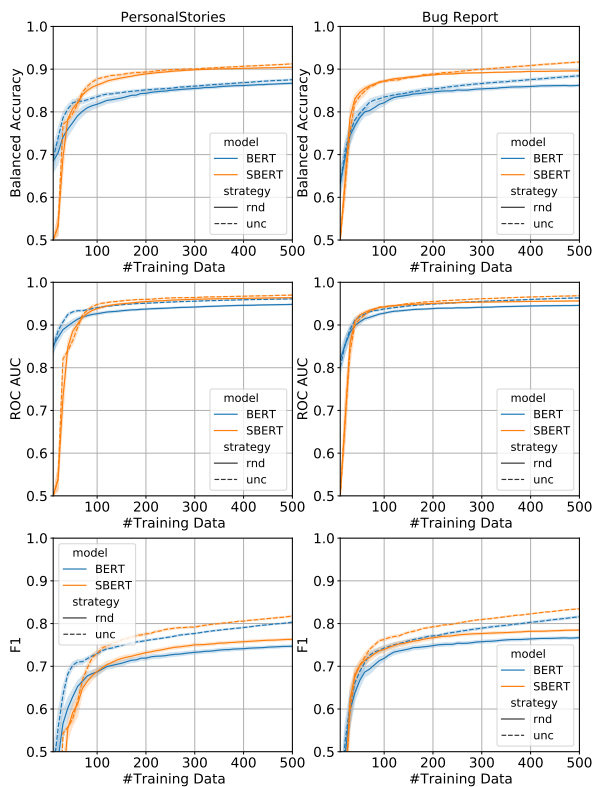 PersonalStories
Bug Report
1.0
0.9
0.8
0.7
0.6
0.5
Balanced Accuracy
model
BERT
SBERT
strategy
rnd
unc
100 200 300 400 500
#Training Data
1.0
0.9
0.8
0.7
0.6
0.5
Balanced Accuracy
model
BERT
SBERT
strategy
rnd
unc
100 200 300 400 500
#Training Data
1.0
0.9
0.8
0.7
0.6
0.5
ROC AUC
model
BERT
SBERT
strategy
rnd
unc
100 200 300 400 500
#Training Data
1.0
0.9
0.8
0.7
0.6
0.5
ROC AUC
model
BERT
SBERT
strategy
rnd
unc
100 200 300 400 500
#Training Data
1.0
0.9
0.8
0.7
0.6
0.5
F1
model
BERT
SBERT
strategy
rnd
unc
100 200 300 400 500
#Training Data
1.0
0.9
0.8
0.7
0.6
0.5
F1
model
BERT
SBERT
strategy
rnd
unc
100 200 300 400 500
#Training Data